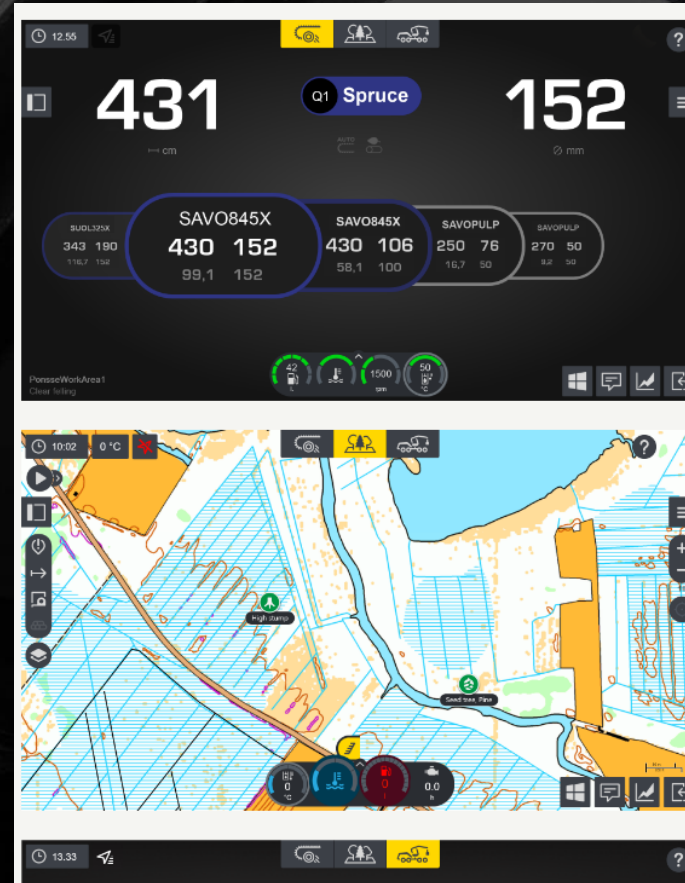 12.55
?
431
Q1 Spruce
152
cm
AUTO
mm
SUOL325X
343 190
116,7 152
SAVO845X
430 152
99,1 152
SAVO845X
430 106
58,1 100
SAVOPULP
250 76
16,7 50
SAVOPULP
270 50
9,2 50
42
L
1500
rpm
50
°C
PonsseWorkArea1
Clear felling
10:02
0 °C
?
High stump
Seed tree, Pine
0
°C
0
l
0.0
h
13.33
?